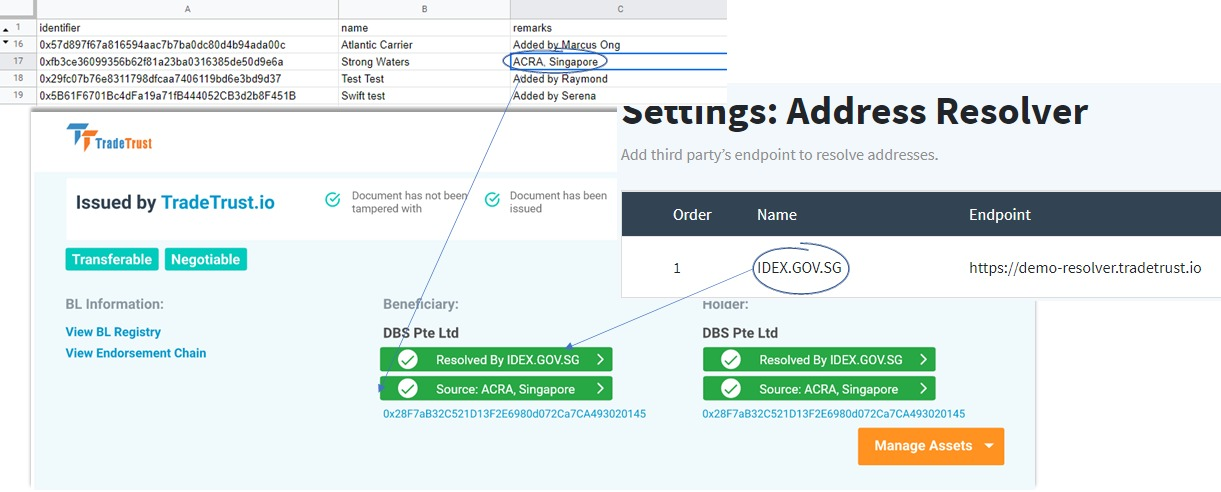 A B C
1 identifier name remarks
16 0x57d897f67a816594aac7b7ba0dc80d4b94ada00c Atlantic Carrier Added by Marcus Ong
17 0xfb3ce36099356b62f81a23ba0316385de50d9e6a Strong Waters ACRA, Singapore
18 0x29fc07b76e8311798dfcaa7406119bd6e3bd9d37 Test Test Added by Raymond
19 0x5B61F6701Bc4dFa19a71fB444052CB3d2b8F451B Swift test Added by Serena
Settings: Address Resolver
Add third party's endpoint to resolve addresses.
Order Name Endpoint
1 IDEX.GOV.SG https://demo-resolver.tradetrust.io
TradeTrust
Issued by TradeTrust.io
Document has not been
tampered with
Document has been
issued
Transferable Negotiable
BL Information:
View BL Registry
View Endorsement Chain
Beneficiary:
DBS Pte Ltd
Resolved By IDEX.GOV.SG
Source: ACRA, Singapore
0x28F7aB32C521D13F2E6980d072Ca7CA493020145
Holder:
DBS Pte Ltd
Resolved By IDEX.GOV.SG
Source: ACRA, Singapore
0x28F7aB32C521D13F2E6980d072Ca7CA493020145
Manage Assets